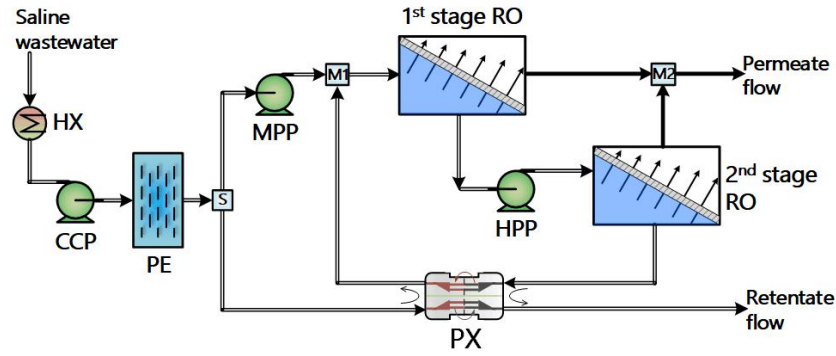 Saline
wastewater
HX
CCP
PE
S
MPP
M1
1st stage RO
HPP
M2
Permeate
flow
2nd stage
RO
PX
Retentate
flow